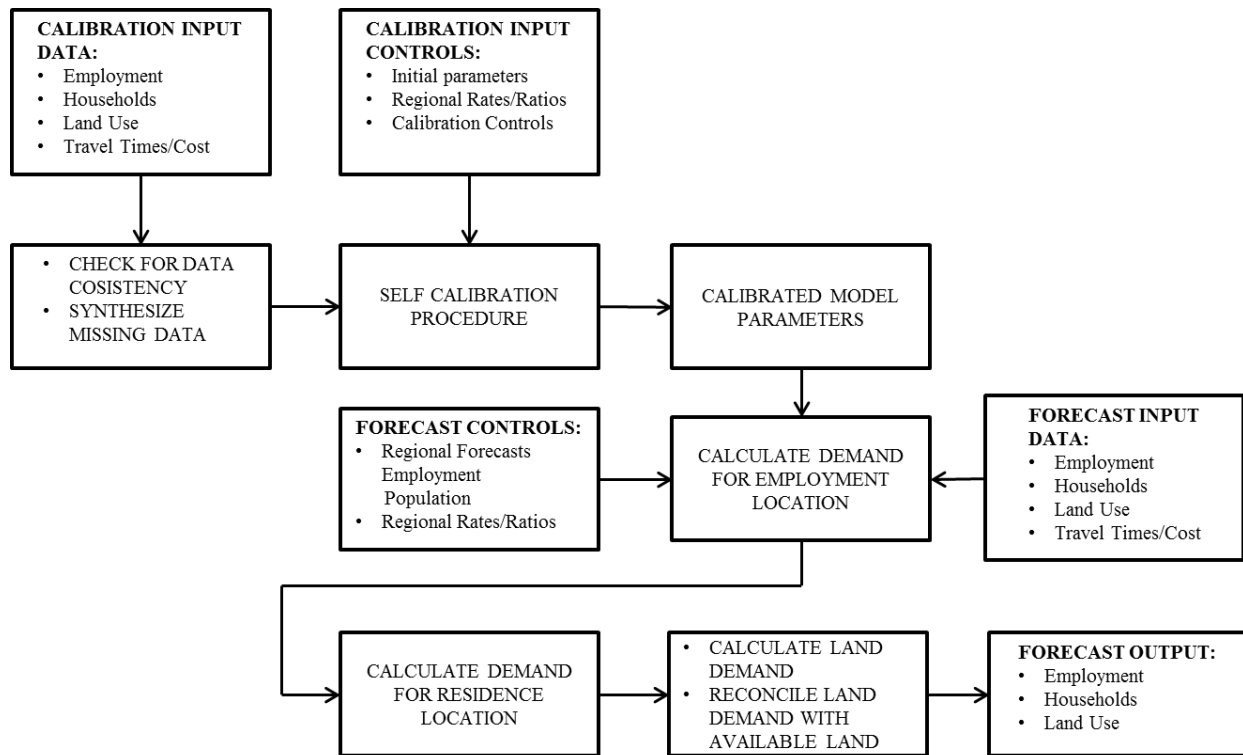 CALIBRATION INPUT
DATA:
• Employment
• Households
• Land Use
• Travel Times/Cost
CALIBRATION INPUT
CONTROLS:
• Initial parameters
• Regional Rates/Ratios
• Calibration Controls
• CHECK FOR DATA
COSISTENCY
• SYNTHESIZE
MISSING DATA
SELF CALIBRATION
PROCEDURE
CALIBRATED MODEL
PARAMETERS
FORECAST CONTROLS:
• Regional Forecasts
Employment
Population
• Regional Rates/Ratios
CALCULATE DEMAND
FOR EMPLOYMENT
LOCATION
FORECAST INPUT
DATA:
• Employment
• Households
• Land Use
• Travel Times/Cost
CALCULATE DEMAND
FOR RESIDENCE
LOCATION
• CALCULATE LAND
DEMAND
• RECONCILE LAND
DEMAND WITH
AVAILABLE LAND
FORECAST OUTPUT:
• Employment
• Households
• Land Use